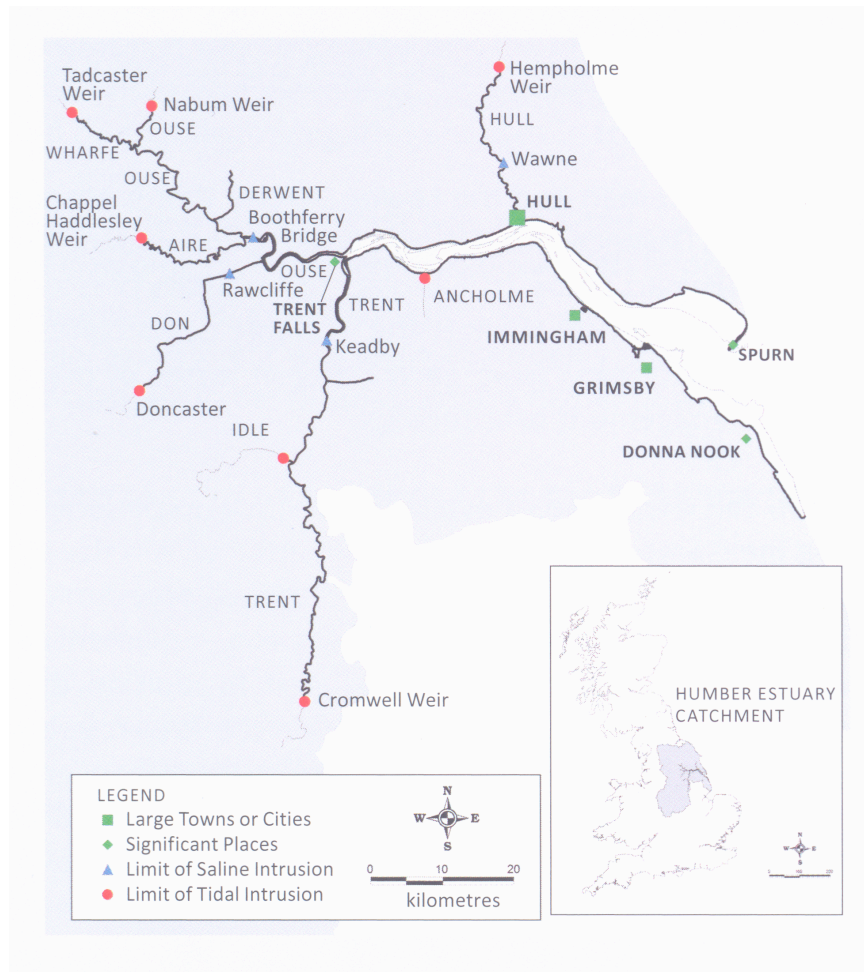 Tadcaster
Weir
Nabum Weir
OUSE
WHARFE
OUSE
DERWENT
Chappel
Haddlesley
Weir
Boothferry
Bridge
AIRE
OUSE
Rawcliffe
TRENT
FALLS
TRENT
DON
Keadby
Doncaster
IDLE
TRENT
Cromwell Weir
Hempholme
Weir
HULL
Wawne
HULL
ANCHOLME
IMMINGHAM
GRIMSBY
SPURN
DONNA NOOK
LEGEND
Large Towns or Cities
Significant Places
Limit of Saline Intrusion
Limit of Tidal Intrusion
N
W E
S
0 10 20
kilometres
HUMBER ESTUARY
CATCHMENT
N
W E
S